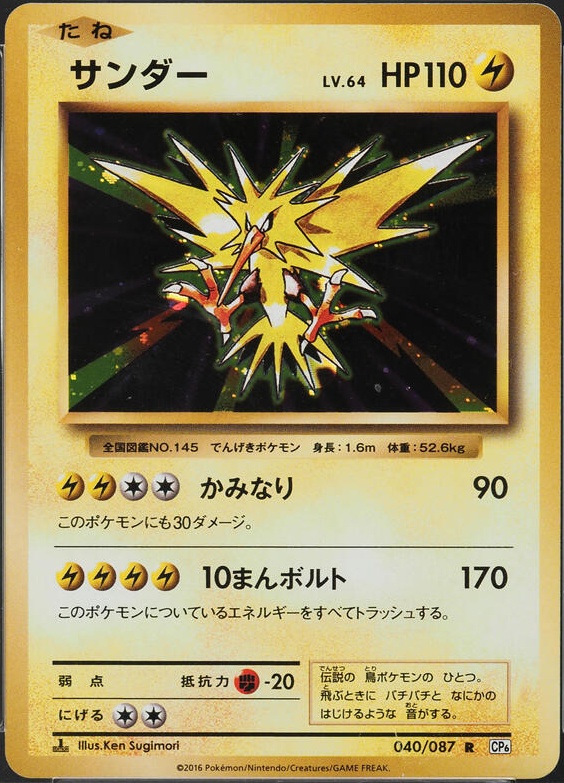 たね
サンダー LV.64 HP110
全国図鑑NO.145 でんげきポケモン 身長:1.6m 体重:52.6kg
かみなり 90
このポケモンにも30ダメージ。
10まんボルト 170
このポケモンについているエネルギーをすべてトラッシュする。
弱点 抵抗力 -20
にげる
伝説の 鳥ポケモンの ひとつ。
飛ぶときに バチバチと なにかの
はじけるような 音がする。
Illus.Ken Sugimori 040/087 R CP6
©2016 Pokémon/Nintendo/Creatures/GAME FREAK.